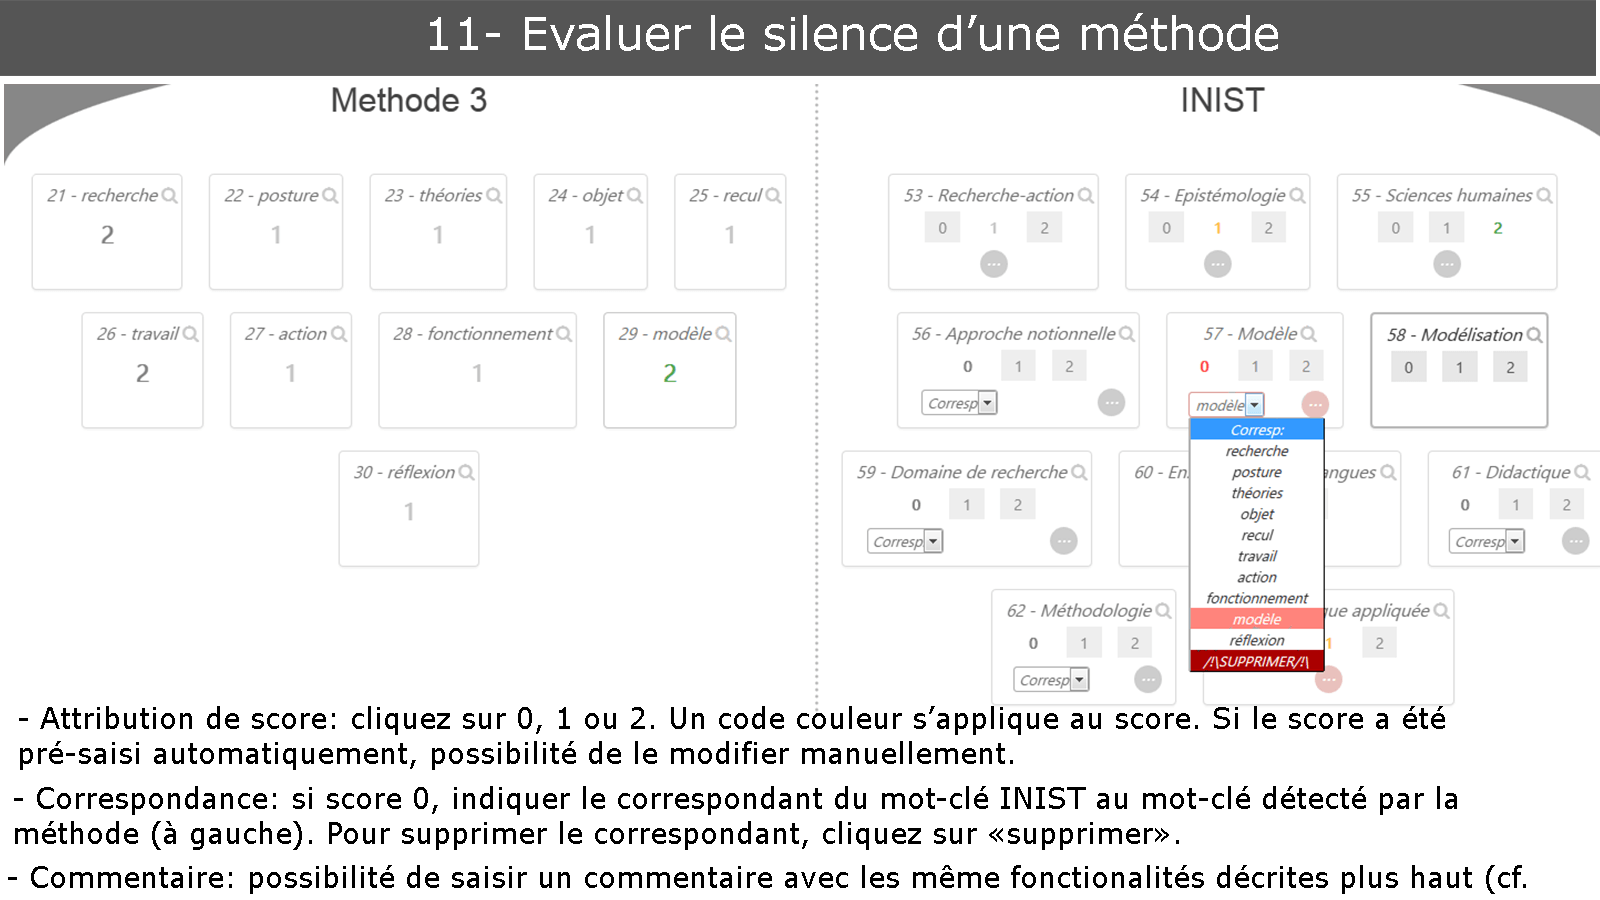 11- Evaluer le silence d’une méthode
Methode 3
INIST
21 - recherche
2
22 - posture
1
23 - théories
1
24 - objet
1
25 - recul
1
26 - travail
2
27 - action
1
28 - fonctionnement
1
29 - modèle
2
30 - réflexion
1
53 - Recherche-action
0 1 2
54 - Epistémologie
0 1 2
55 - Sciences humaines
0 1 2
56 - Approche notionnelle
0 1 2
Corresp
57 - Modèle
0 1 2
modèle
58 - Modélisation
0 1 2
Corresp:
recherche
posture
théories
objet
recul
travail
action
fonctionnement
modèle
réflexion
/!\SUPPRIMER/!\
59 - Domaine de recherche
0 1 2
Corresp
60 - En
angues
61 - Didactique
0 1 2
Corresp
62 - Méthodologie
0 1 2
Corresp
que appliquée
1 2
- Attribution de score: cliquez sur 0, 1 ou 2. Un code couleur s’applique au score. Si le score a été
pré-saisi automatiquement, possibilité de le modifier manuellement.
- Correspondance: si score 0, indiquer le correspondant du mot-clé INIST au mot-clé détecté par la
méthode (à gauche). Pour supprimer le correspondant, cliquez sur «supprimer».
- Commentaire: possibilité de saisir un commentaire avec les même fonctionalités décrites plus haut (cf.